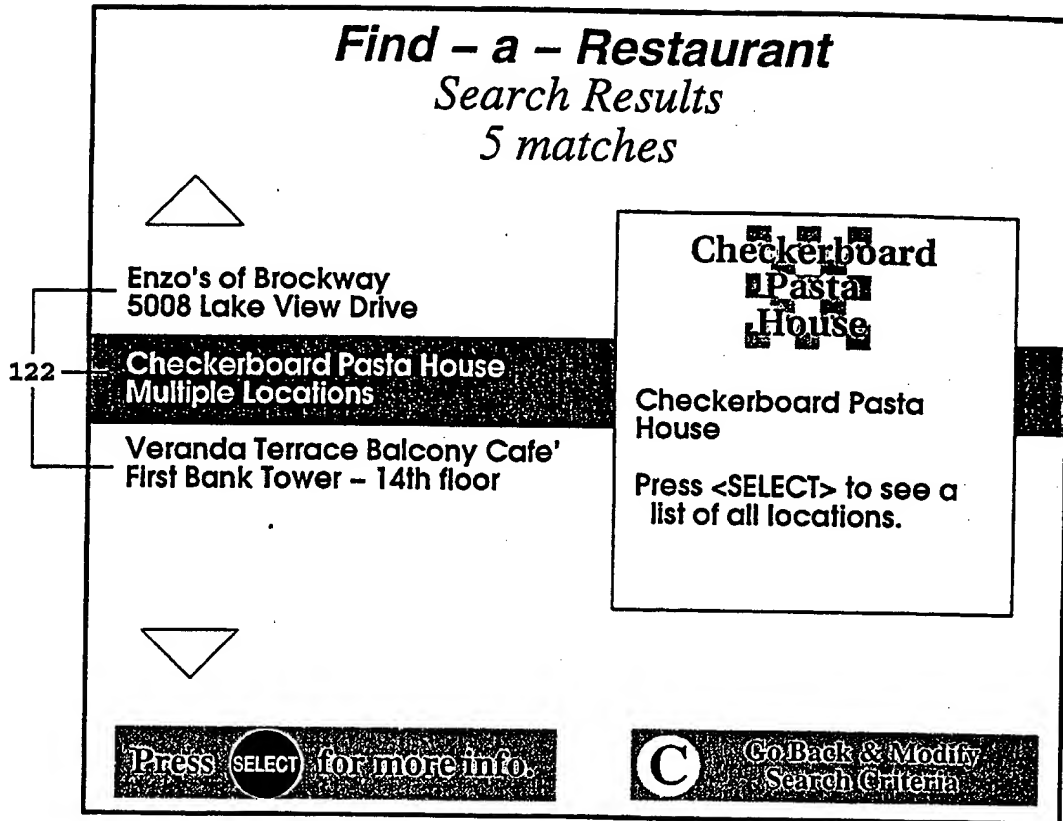 Find – a – Restaurant
Search Results
5 matches
Enzo's of Brockway
5008 Lake View Drive
122
Checkerboard Pasta House
Multiple Locations
Veranda Terrace Balcony Cafe'
First Bank Tower – 14th floor
Checkerboard
Pasta
House
Checkerboard Pasta
House
Press <SELECT> to see a
list of all locations.
Press SELECT for more info.
C Go Back & Modify
Search Criteria